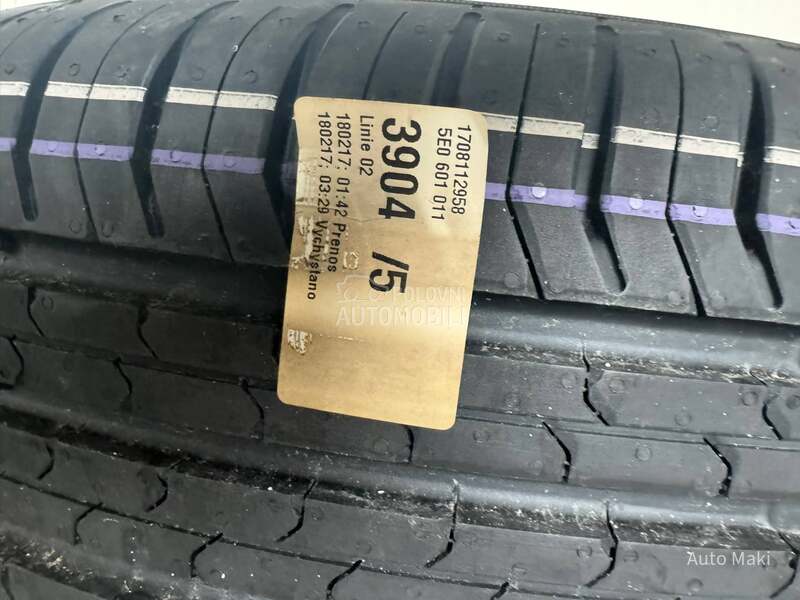 1708112958
5E0 601 011
3904 /5
Linie 02
180217; 01:42 Prenos
180217; 03:29 Vychystano
POLOVNI
AUTOMOBILI
Auto Maki